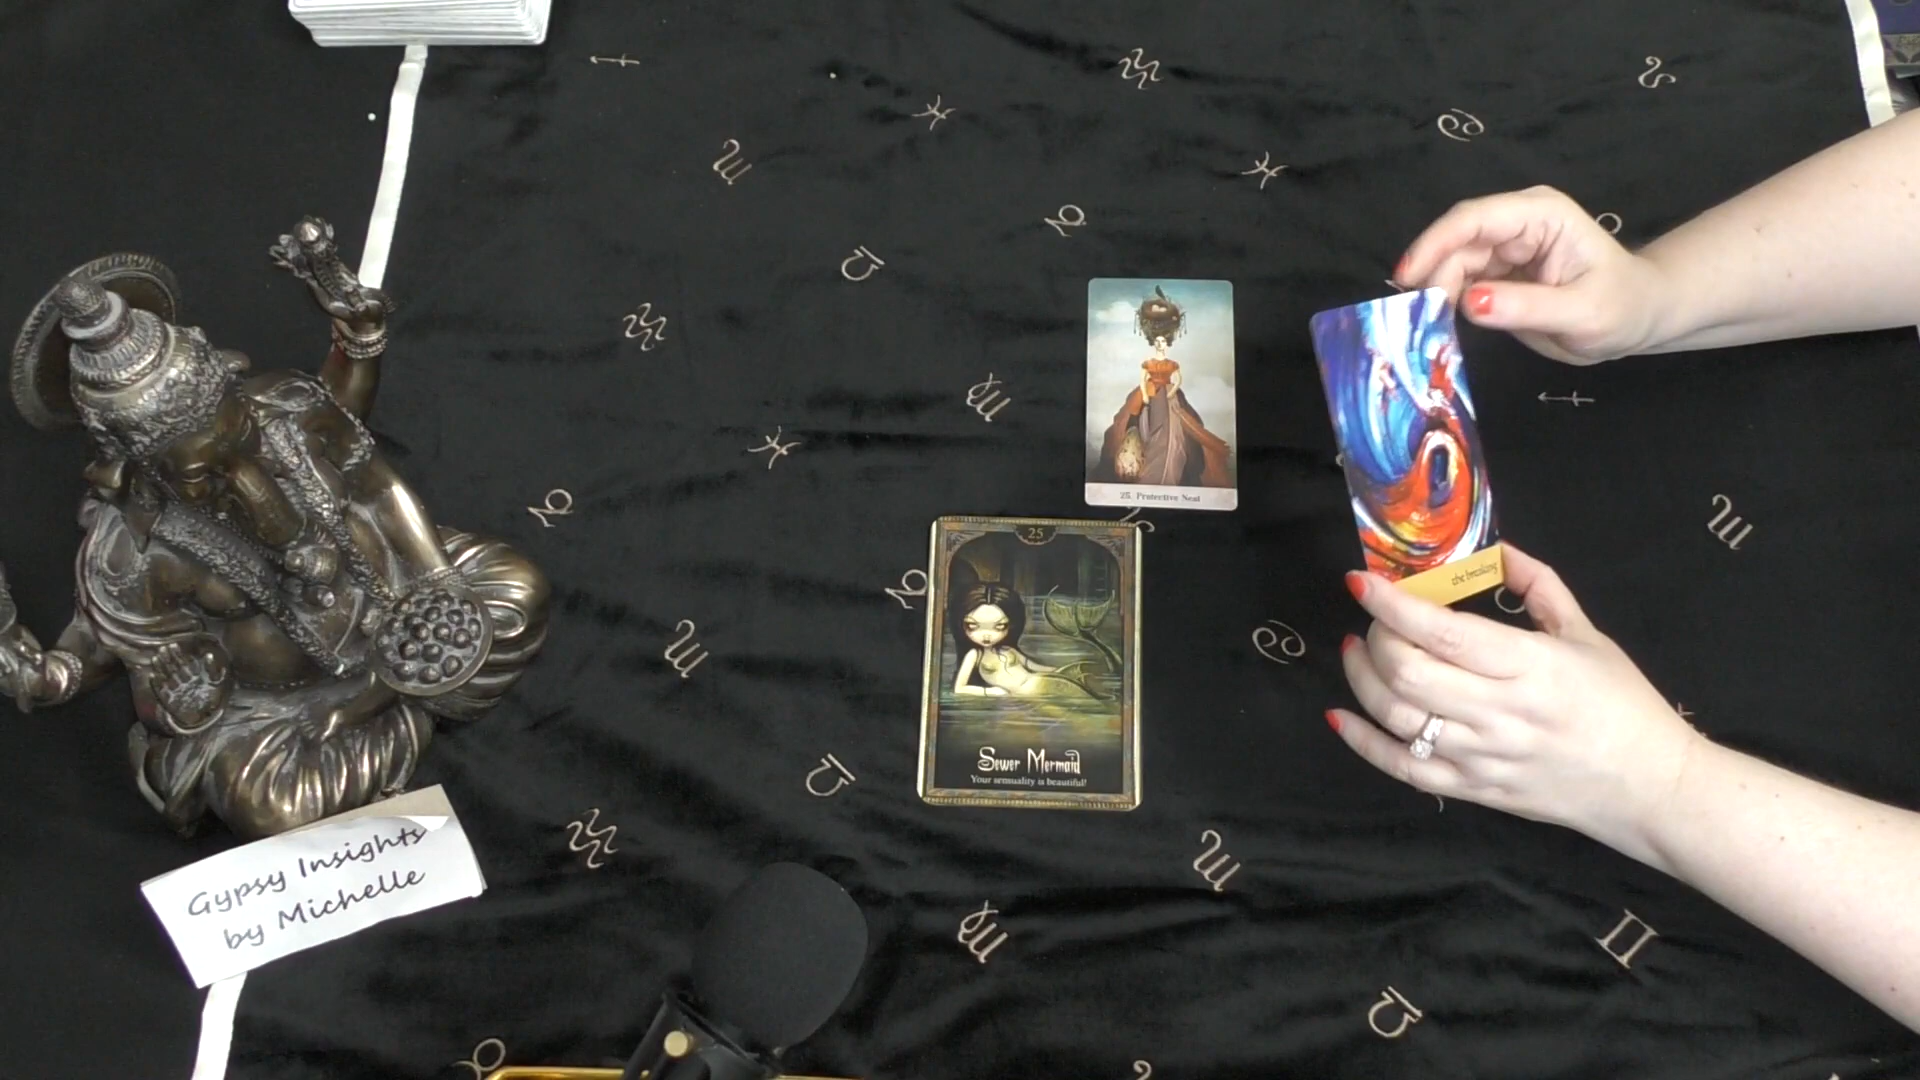 25. Protective Nest
the breaking
25
Sewer Mermaid
Your sensuality is beautiful!
Gypsy Insights
by Michelle